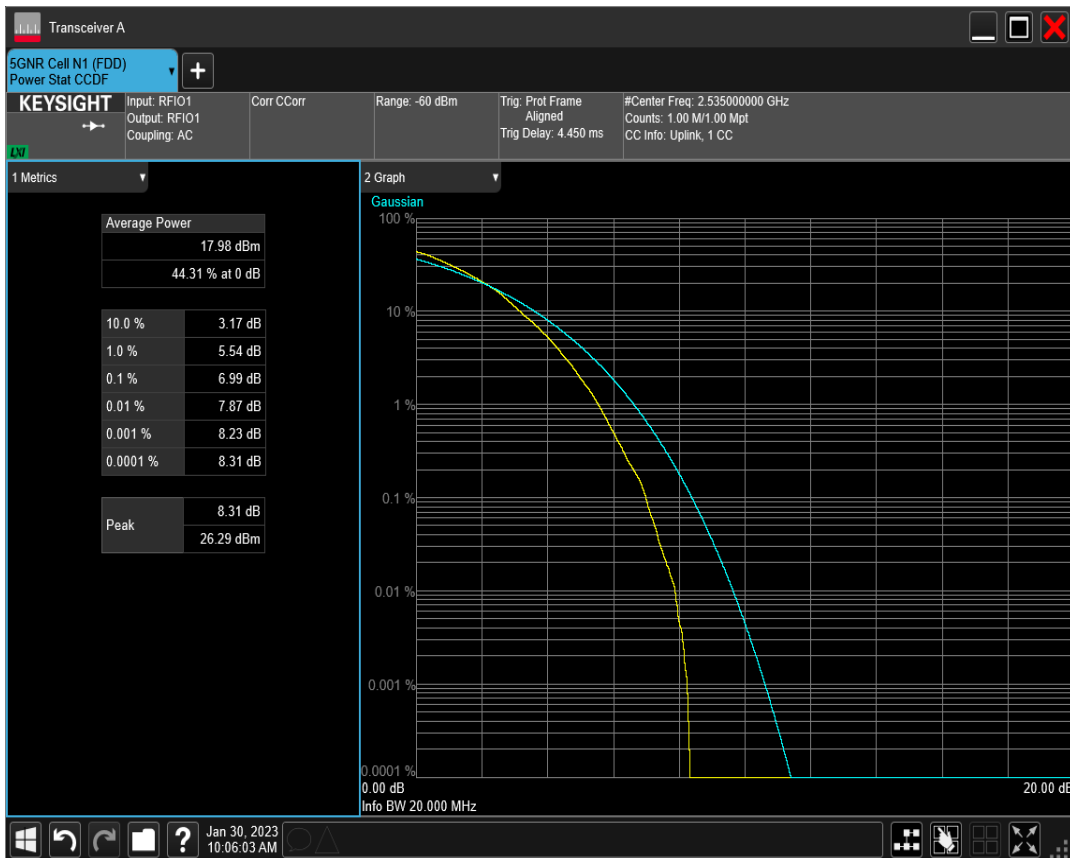 Transceiver A
5GNR Cell N1 (FDD)
Power Stat CCDF
+
KEYSIGHT
LXI
Input: RFIO1
Output: RFIO1
Coupling: AC
Corr CCorr
Range: -60 dBm
Trig: Prot Frame
Aligned
Trig Delay: 4.450 ms
#Center Freq: 2.535000000 GHz
Counts: 1.00 M/1.00 Mpt
CC Info: Uplink, 1 CC
1 Metrics
Average Power
17.98 dBm
44.31 % at 0 dB
10.0 % 3.17 dB
1.0 % 5.54 dB
0.1 % 6.99 dB
0.01 % 7.87 dB
0.001 % 8.23 dB
0.0001 % 8.31 dB
Peak
8.31 dB
26.29 dBm
2 Graph
Gaussian
100 %
10 %
1 %
0.1 %
0.01 %
0.001 %
0.0001 %
0.00 dB 20.00 dB
Info BW 20.000 MHz
?
Jan 30, 2023
10:06:03 AM